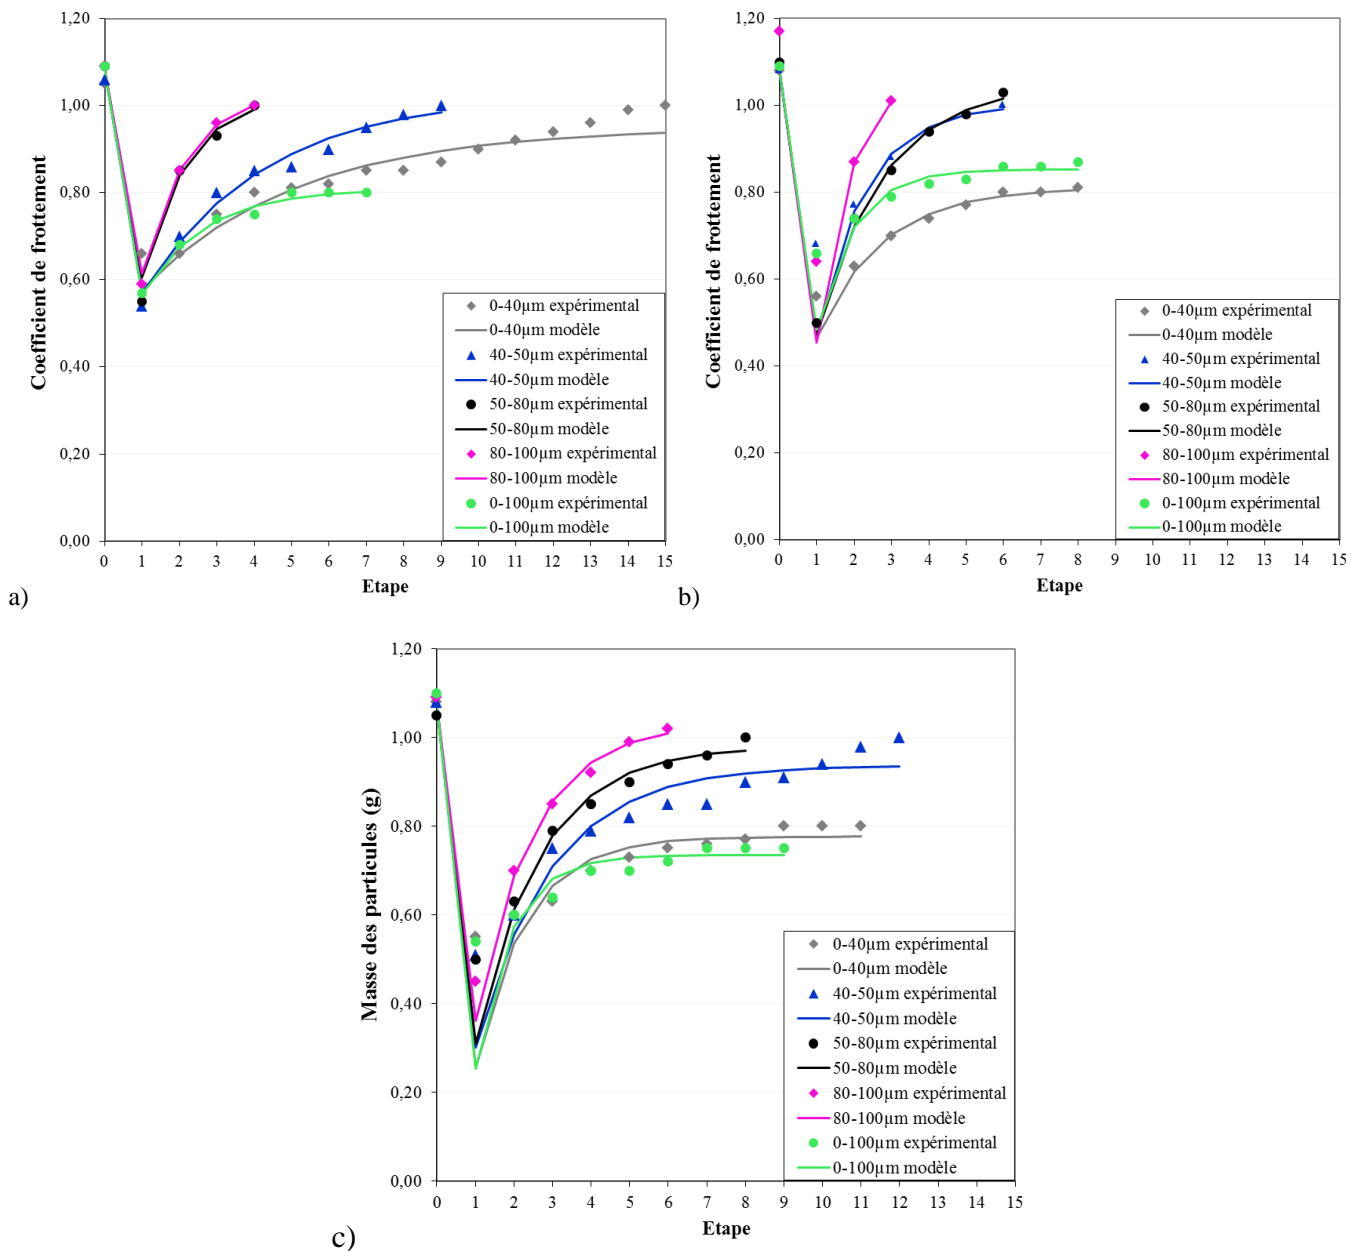 1,20
1,00
0,80
0,60
0,40
0,20
0,00
Coefficient de frottement
0-40µm expérimental
0-40µm modèle
40-50µm expérimental
40-50µm modèle
50-80µm expérimental
50-80µm modèle
80-100µm expérimental
80-100µm modèle
0-100µm expérimental
0-100µm modèle
0 1 2 3 4 5 6 7 8 9 10 11 12 13 14 15
Etape
a)
1,20
1,00
0,80
0,60
0,40
0,20
0,00
Coefficient de frottement
0-40µm expérimental
0-40µm modèle
40-50µm expérimental
40-50µm modèle
50-80µm expérimental
50-80µm modèle
80-100µm expérimental
80-100µm modèle
0-100µm expérimental
0-100µm modèle
0 1 2 3 4 5 6 7 8 9 10 11 12 13 14 15
Etape
b)
1,20
1,00
0,80
0,60
0,40
0,20
0,00
Masse des particules (g)
0-40µm expérimental
0-40µm modèle
40-50µm expérimental
40-50µm modèle
50-80µm expérimental
50-80µm modèle
80-100µm expérimental
80-100µm modèle
0-100µm expérimental
0-100µm modèle
0 1 2 3 4 5 6 7 8 9 10 11 12 13 14 15
Etape
c)